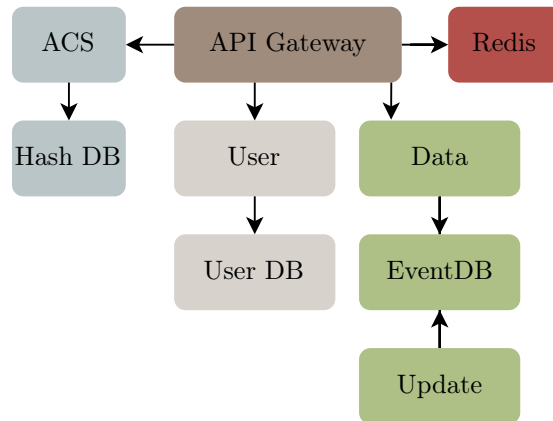 ACS
API Gateway
Redis
Hash DB
User
Data
User DB
EventDB
Update